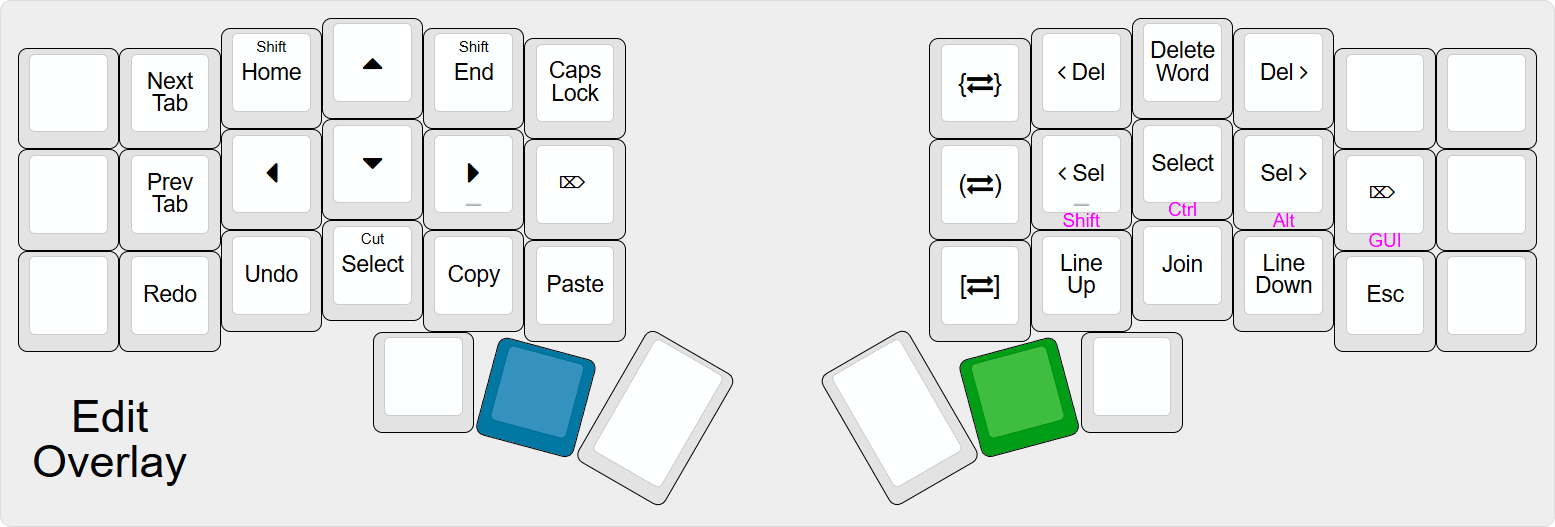 Next
Tab
Shift
Home
▲
Shift
End
Caps
Lock
{⇄}
< Del
Delete
Word
Del >
Prev
Tab
◀
▼
▶
⌦
(⇄)
< Sel
Shift
Select
Ctrl
Sel >
Alt
⌦
GUI
Redo
Undo
Cut
Select
Copy
Paste
[⇄]
Line
Up
Join
Line
Down
Esc
Edit
Overlay